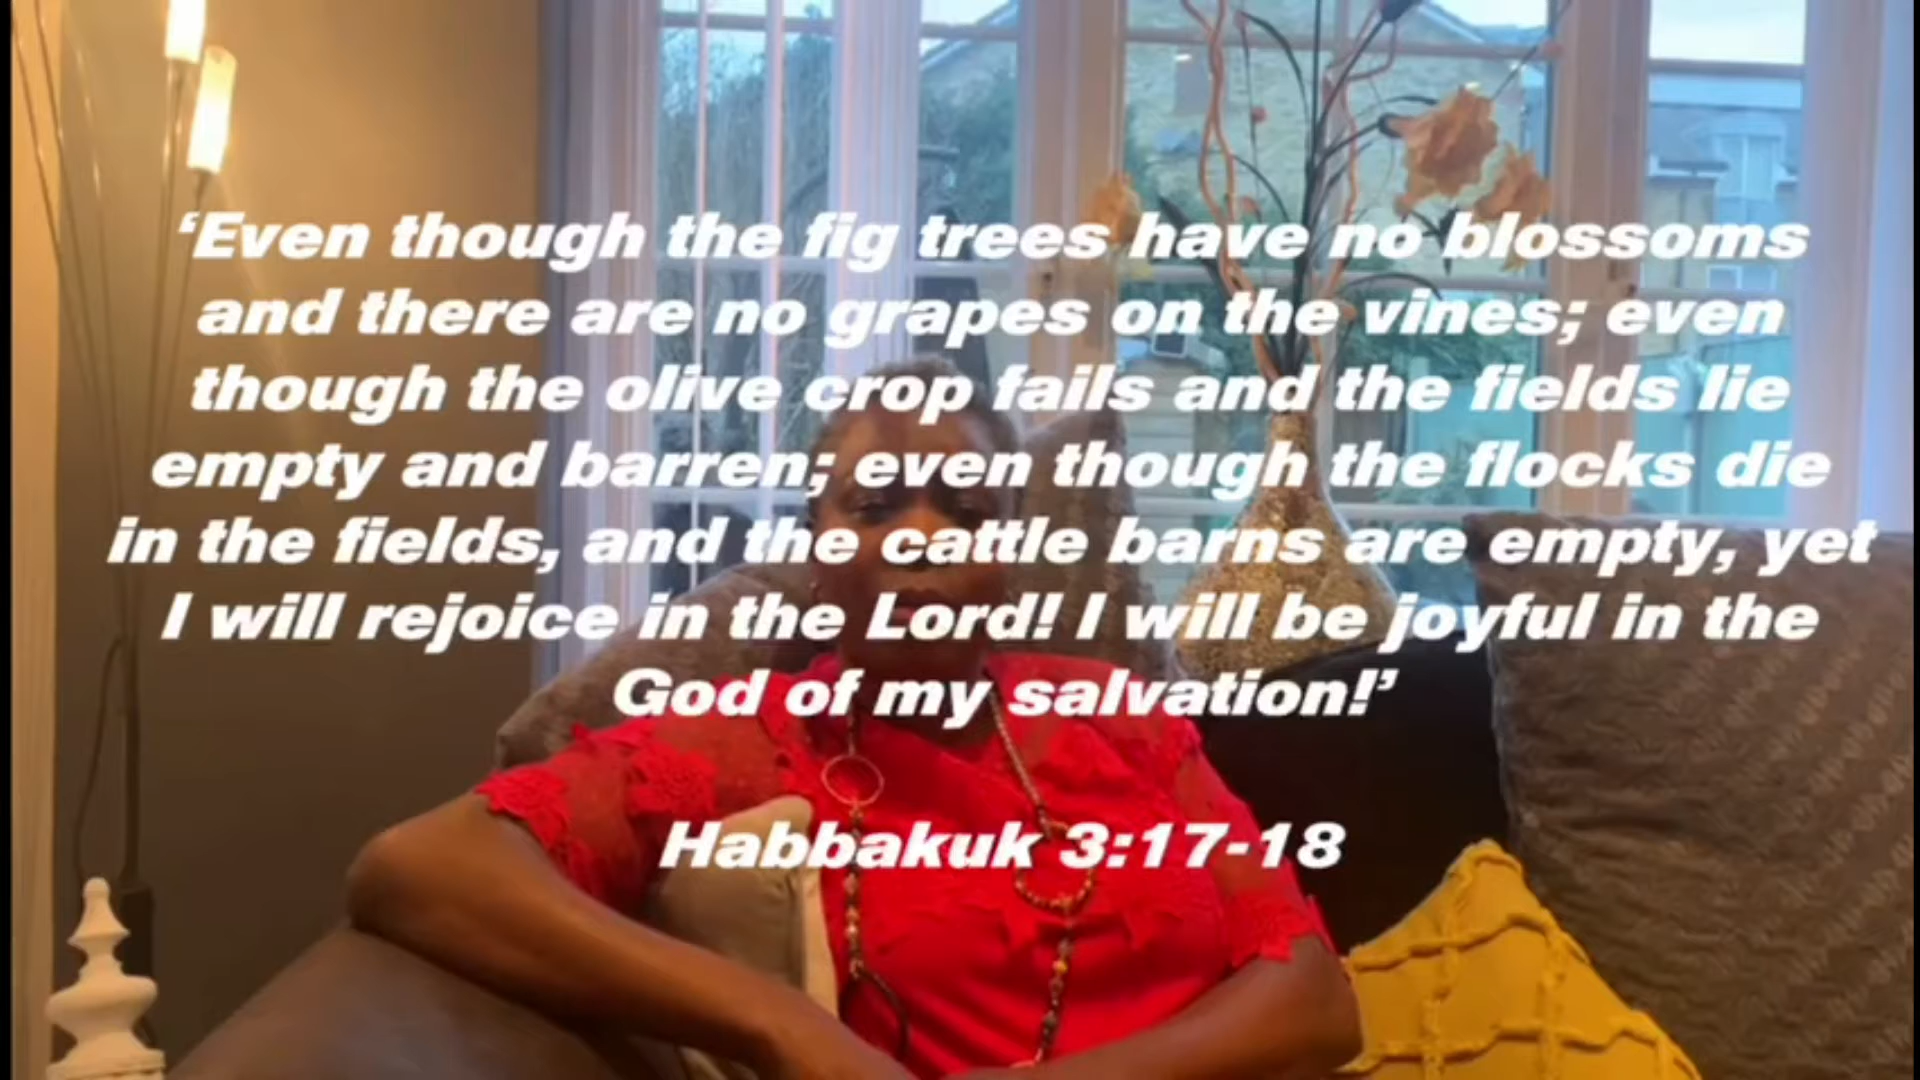 ‘Even though the fig trees have no blossoms
and there are no grapes on the vines; even
though the olive crop fails and the fields lie
empty and barren; even though the flocks die
in the fields, and the cattle barns are empty, yet
I will rejoice in the Lord! I will be joyful in the
God of my salvation!’
Habbakuk 3:17-18